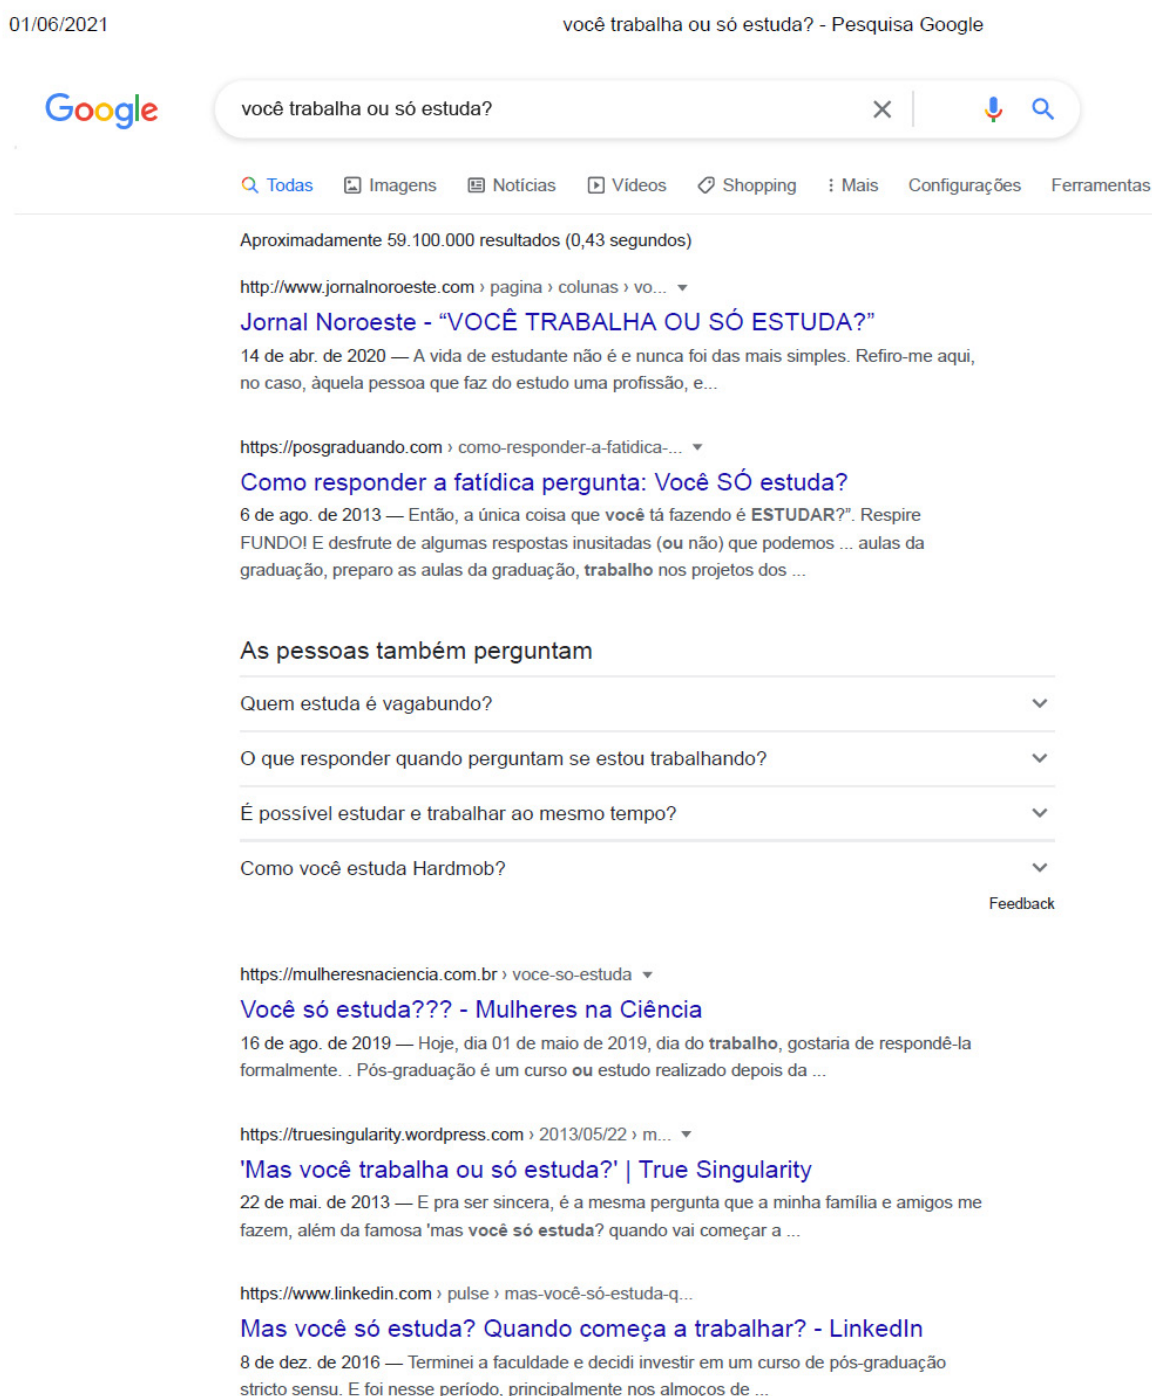 01/06/2021 você trabalha ou só estuda? - Pesquisa Google
Google você trabalha ou só estuda?
Todas Imagens Notícias Vídeos Shopping Mais Configurações Ferramentas
Aproximadamente 59.100.000 resultados (0,43 segundos)
http://www.jornalnoroeste.com › pagina › colunas › vo...
Jornal Noroeste - “VOCÊ TRABALHA OU SÓ ESTUDA?”
14 de abr. de 2020 — A vida de estudante não é e nunca foi das mais simples. Refiro-me aqui,
no caso, àquela pessoa que faz do estudo uma profissão, e...
https://posgraduando.com › como-responder-a-fatidica-...
Como responder a fatídica pergunta: Você SÓ estuda?
6 de ago. de 2013 — Então, a única coisa que você tá fazendo é ESTUDAR?”. Respire
FUNDO! E desfrute de algumas respostas inusitadas (ou não) que podemos ... aulas da
graduação, preparo as aulas da graduação, trabalho nos projetos dos ...
As pessoas também perguntam
Quem estuda é vagabundo?
O que responder quando perguntam se estou trabalhando?
É possível estudar e trabalhar ao mesmo tempo?
Como você estuda Hardmob?
Feedback
https://mulheresnaciencia.com.br › voce-so-estuda
Você só estuda??? - Mulheres na Ciência
16 de ago. de 2019 — Hoje, dia 01 de maio de 2019, dia do trabalho, gostaria de respondê-la
formalmente. . Pós-graduação é um curso ou estudo realizado depois da ...
https://truesingularity.wordpress.com › 2013/05/22 › m...
'Mas você trabalha ou só estuda?' | True Singularity
22 de mai. de 2013 — E pra ser sincera, é a mesma pergunta que a minha família e amigos me
fazem, além da famosa 'mas você só estuda? quando vai começar a ...
https://www.linkedin.com › pulse › mas-você-só-estuda-q...
Mas você só estuda? Quando começa a trabalhar? - LinkedIn
8 de dez. de 2016 — Terminei a faculdade e decidi investir em um curso de pós-graduação
stricto sensu. E foi nesse período, principalmente nos almoços de ...